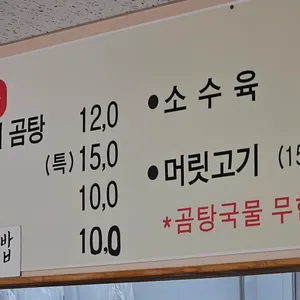 곰탕 12,0
(특) 15,0
10,0
밥 10,0
●소수육
●머릿고기 (15
*곰탕국물 무